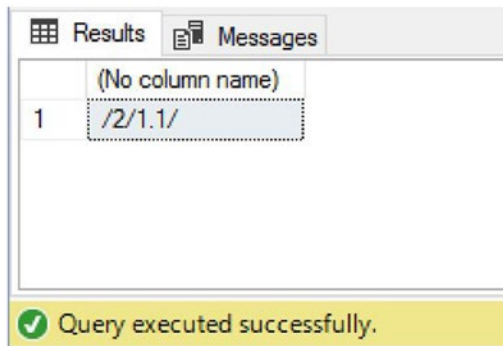 Results Messages
(No column name)
1 /2/1.1/
Query executed successfully.